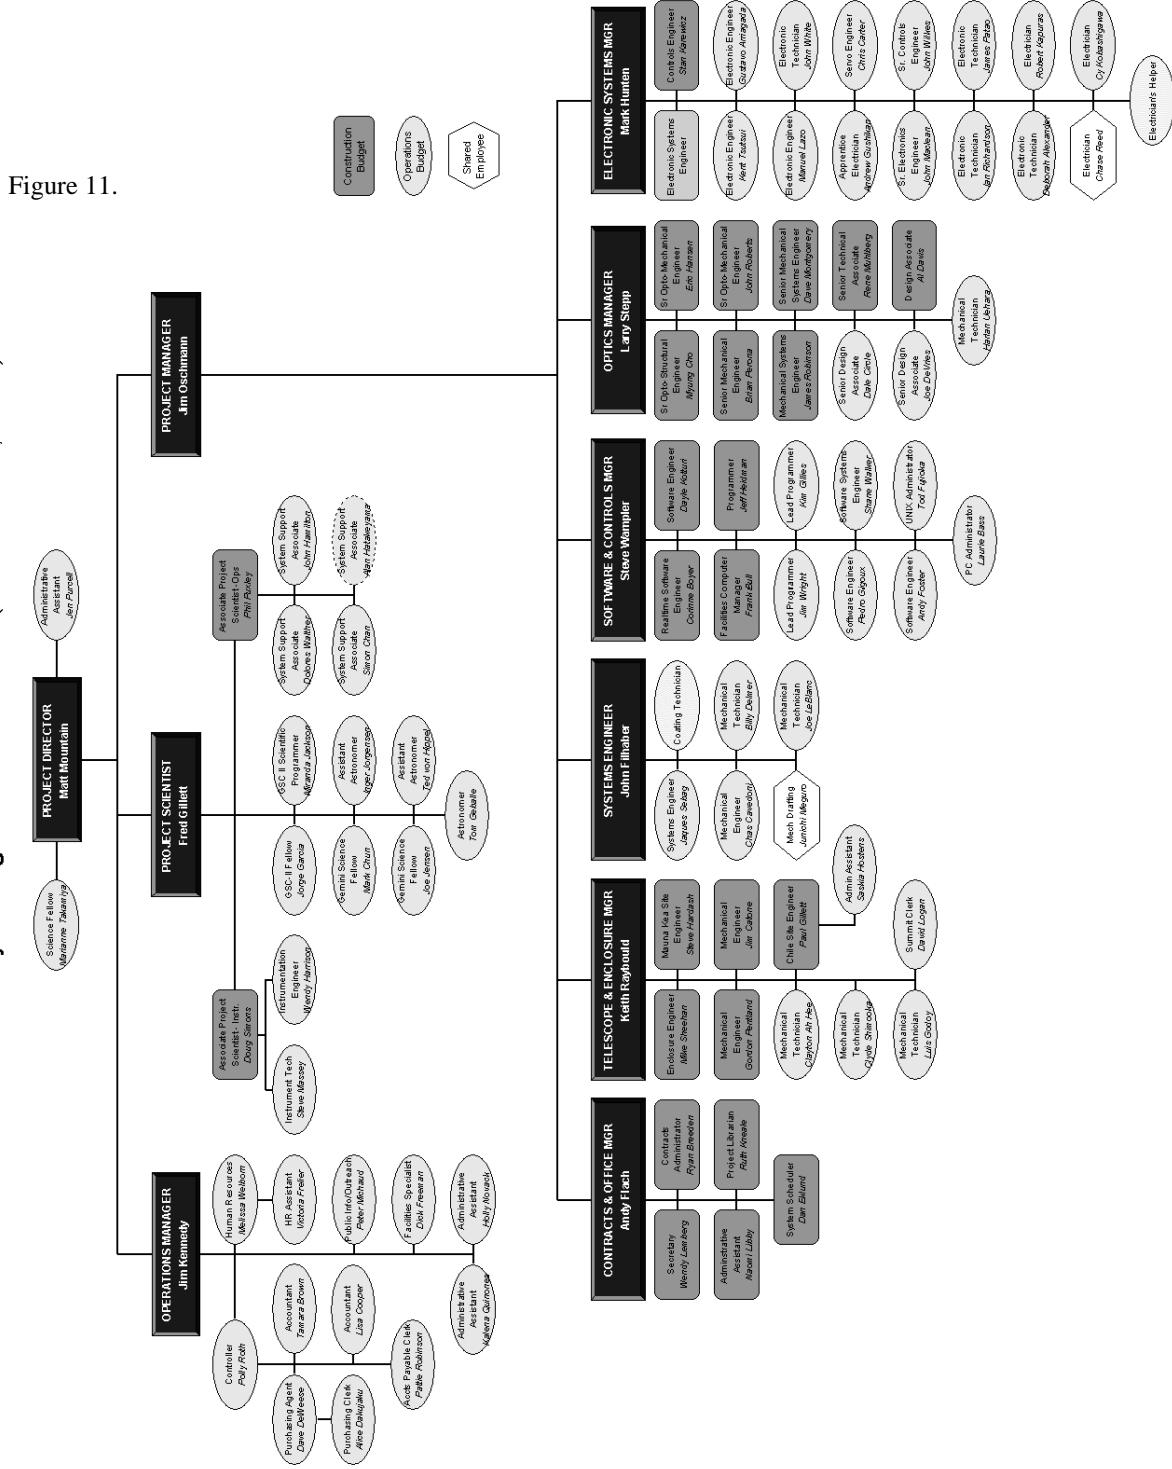 Figure 11.
Construction
Budget
Operations
Budget
Shared
Employee
PROJECT DIRECTOR
Matt Mountain
Science Fellow
Marianne Takamiya
Administrative
Assistant
Jen Purcell
OPERATIONS MANAGER
Jim Kennedy
PROJECT SCIENTIST
Fred Gillett
PROJECT MANAGER
Jim Oschmann
Controller
Polly Roth
Human Resources
Melissa Welborn
Purchasing Agent
Dave DeWeese
Accountant
Tamara Brown
HR Assistant
Victoria Frelier
Purchasing Clerk
Alice Dakujaku
Accountant
Lisa Cooper
Public Info/Outreach
Peter Michaud
Accts Payable Clerk
Pattie Robinson
Facilities Specialist
Dick Freeman
Administrative
Assistant
Kalena Quinones
Administrative
Assistant
Holly Novack
Associate Project
Scientist - Instr.
Doug Simons
Instrument Tech
Steve Massey
Instrumentation
Engineer
Wendy Harrison
GSC-II Fellow
Jorge Garcia
GSC II Scientific
Programmer
Miranda Jackson
Gemini Science
Fellow
Mark Chun
Assistant
Astronomer
Inger Jorgensen
Gemini Science
Fellow
Joe Jensen
Assistant
Astronomer
Ted von Hippel
Astronomer
Tom Geballe
Associate Project
Scientist - Ops
Phil Puxley
System Support
Associate
Dolores Walther
System Support
Associate
John Hamilton
System Support
Associate
Simon Chan
System Support
Associate
Alan Hatakeyama
CONTRACTS & OFFICE MGR
Andy Flach
Secretary
Wendy Lemberg
Contracts
Administrator
Ryan Breeden
Adminstrative
Assistant
Naomi Libby
Project Librarian
Ruth Kneale
System Scheduler
Dan Eklund
TELESCOPE & ENCLOSURE MGR
Keith Raybould
Enclosure Engineer
Mike Sheehan
Mauna Kea Site
Engineer
Steve Hardash
Mechanical
Engineer
Gordon Pentland
Mechanical
Engineer
Jim Catone
Mechanical
Technician
Clayton Ah Hee
Chile Site Engineer
Paul Gillett
Mechanical
Technician
Clyde Shimooka
Admin Assistant
Saskia Hostens
Mechanical
Technician
Luis Godoy
Summit Clerk
David Logan
SYSTEMS ENGINEER
John Filhaber
Systems Engineer
Jaques Sebag
Coating Technician
Mechanical
Engineer
Chas Cavedoni
Mechanical
Technician
Billy Delmer
Mech Drafting
Junichi Meguro
Mechanical
Technician
Joe LeBlanc
SOFTWARE & CONTROLS MGR
Steve Wampler
Realtime Software
Engineer
Corinne Boyer
Software Engineer
Dayle Kotturi
Facilities Computer
Manager
Frank Bull
Programmer
Jeff Heidman
Lead Programmer
Jim Wright
Lead Programmer
Kim Gillies
Software Engineer
Pedro Gigoux
Software Systems
Engineer
Shane Walker
Software Engineer
Andy Foster
UNIX Administrator
Tod Fujioka
PC Administrator
Laurie Bass
OPTICS MANAGER
Larry Stepp
Sr Opto-Structural
Engineer
Myung Cho
Sr Opto-Mechanical
Engineer
Eric Hansen
Senior Mechanical
Engineer
Brian Perona
Sr Opto-Mechanical
Engineer
John Roberts
Mechanical Systems
Engineer
James Robinson
Senior Mechanical
Systems Engineer
Dave Montgomery
Senior Design
Associate
Dale Circle
Senior Technical
Associate
Rene Muhlberg
Senior Design
Associate
Joe DeVries
Design Associate
Al Davis
Mechanical
Technician
Harlan Uehara
ELECTRONIC SYSTEMS MGR
Mark Hunten
Electronic Systems
Engineer
Controls Engineer
Stan Karewicz
Electronic Engineer
Kent Tsutsui
Electronic Engineer
Gustavo Arriagada
Electronic Engineer
Manuel Lazo
Electronic
Technician
John White
Apprentice
Electrician
Andrew Gushiken
Servo Engineer
Chris Carter
Sr. Electronics
Engineer
John Maclean
Sr. Controls
Engineer
John Wilkes
Electronic
Technician
Ian Richardson
Electronic
Technician
James Patao
Electronic
Technician
Deborah Alexander
Electrician
Robert Kapuras
Electrician
Chase Reed
Electrician
Cy Kobashigawa
Electrician's Helper